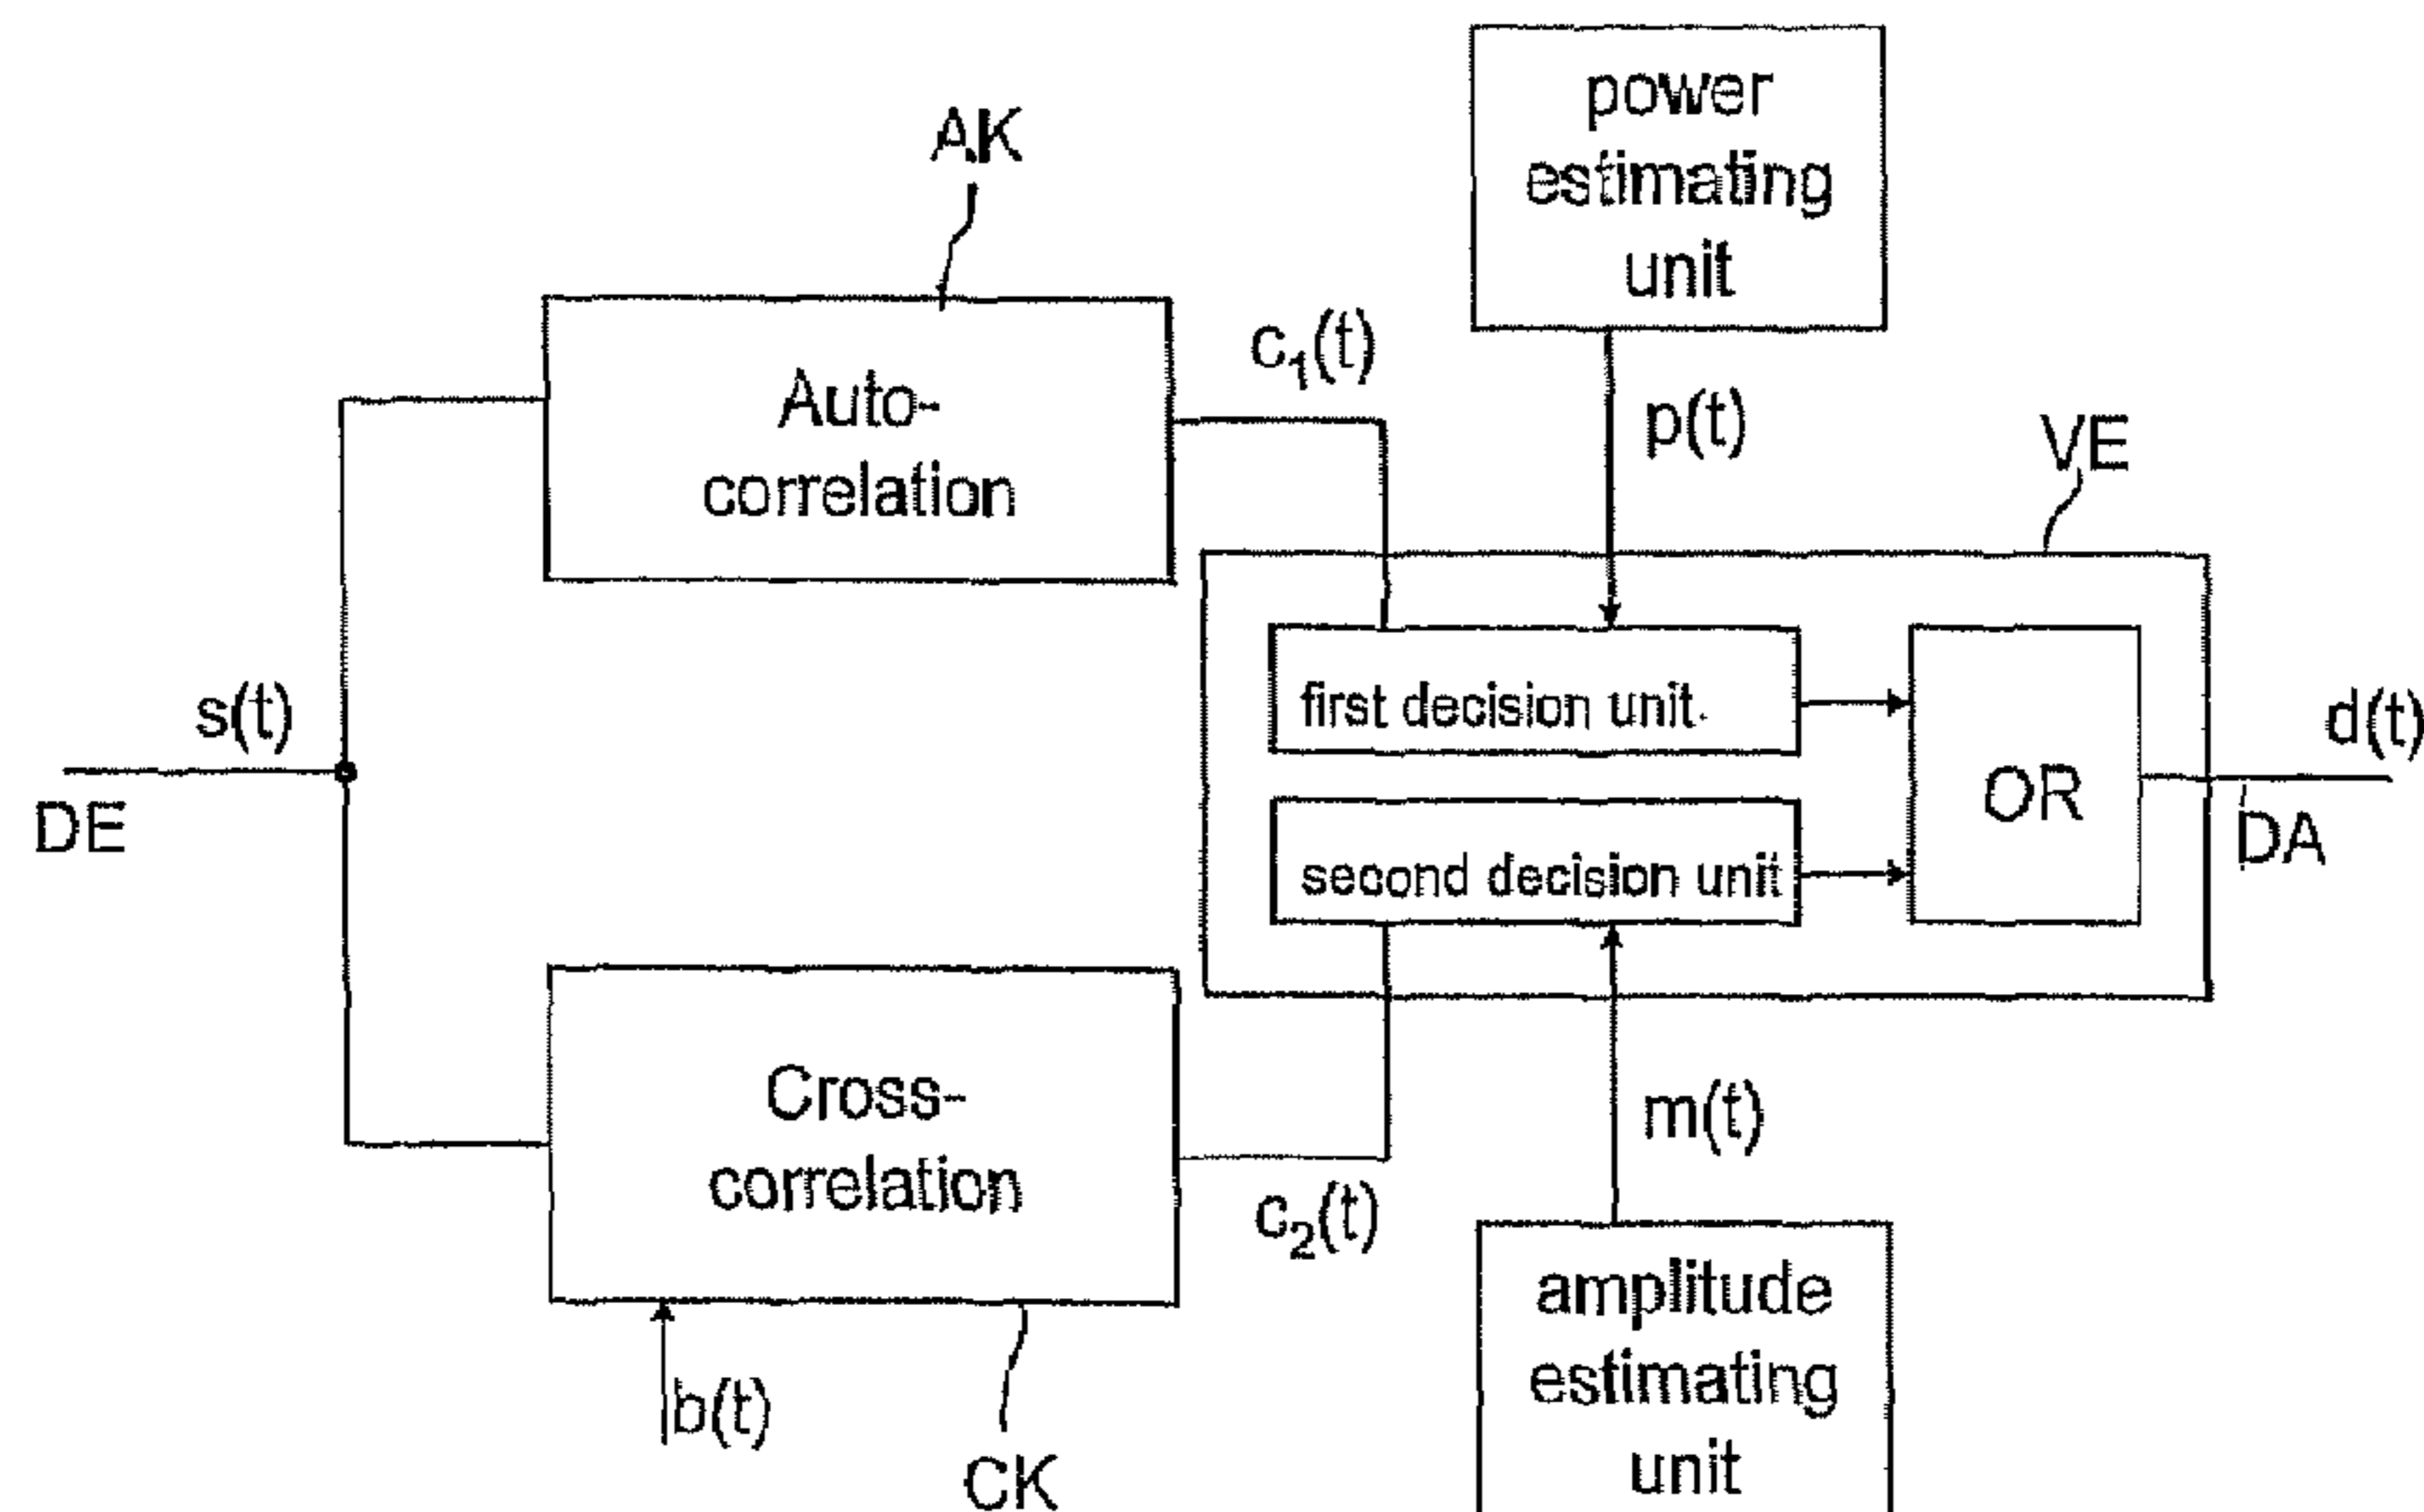 power
estimating
unit
AK
c₁(t)
Auto-
correlation
p(t)
VE
s(t)
DE
first decision unit
second decision unit
OR
d(t)
DA
Cross-
correlation
c₂(t)
m(t)
b(t)
CK
amplitude
estimating
unit